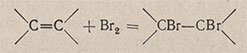 C=C + Br₂ = CBr—CBr